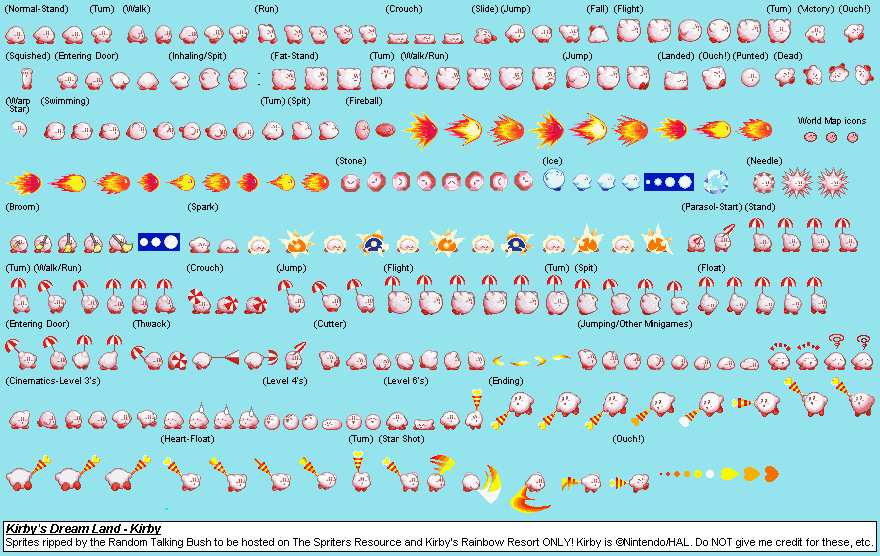 (Normal-Stand) (Turn) (Walk) (Run) (Crouch) (Slide) (Jump) (Fall) (Flight) (Turn) (Victory) (Ouch!)
(Squished) (Entering Door) (Inhaling/Spit) (Fat-Stand) (Turn) (Walk/Run) (Jump) (Landed) (Ouch!) (Punted) (Dead)
(Warp Star) (Swimming) (Turn) (Spit) (Fireball)
World Map icons
(Stone) (Ice) (Needle)
(Broom) (Spark) (Parasol-Start) (Stand)
(Turn) (Walk/Run) (Crouch) (Jump) (Flight) (Turn) (Spit) (Float)
(Entering Door) (Thwack) (Cutter) (Jumping/Other Minigames)
(Cinematics-Level 3's) (Level 4's) (Level 6's) (Ending)
(Heart-Float) (Turn) (Star Shot) (Ouch!)
Kirby's Dream Land - Kirby
Sprites ripped by the Random Talking Bush to be hosted on The Spriters Resource and Kirby's Rainbow Resort ONLY! Kirby is ©Nintendo/HAL. Do NOT give me credit for these, etc.